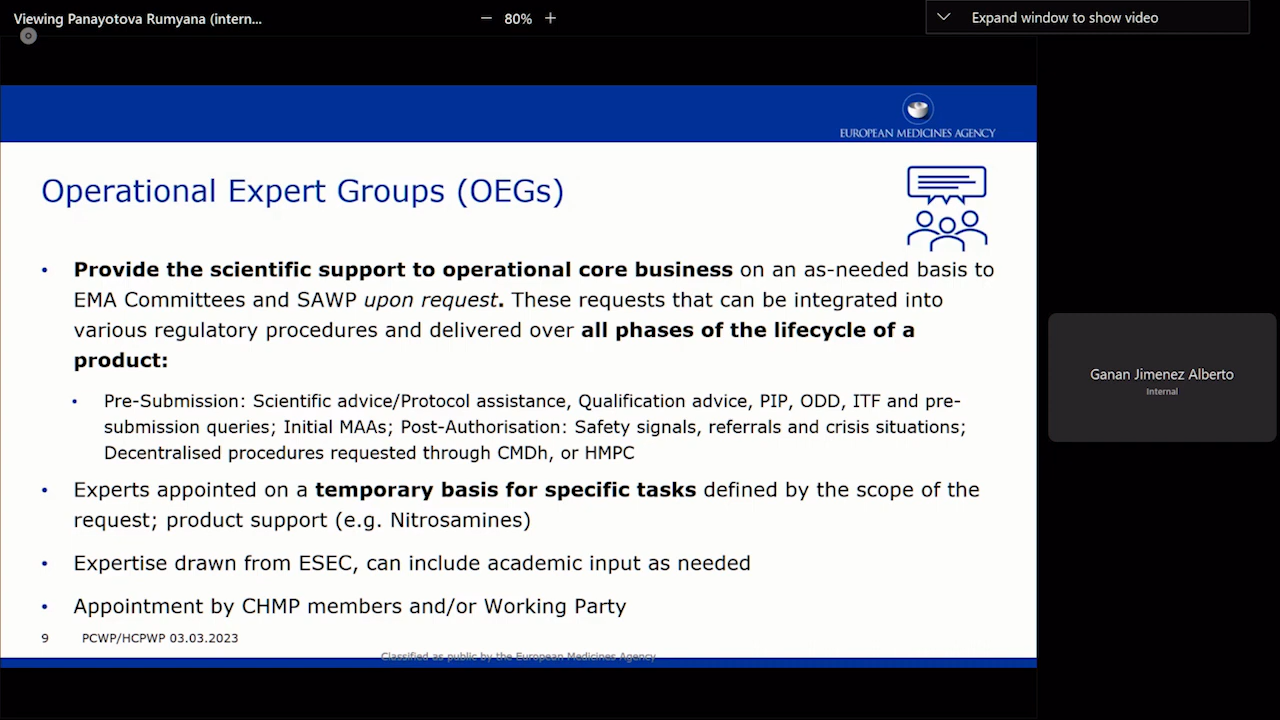 Viewing Panayotova Rumyana (intern...
80%
Expand window to show video
EUROPEAN MEDICINES AGENCY
Operational Expert Groups (OEGs)
• Provide the scientific support to operational core business on an as-needed basis to
EMA Committees and SAWP upon request. These requests that can be integrated into
various regulatory procedures and delivered over all phases of the lifecycle of a
product:
• Pre-Submission: Scientific advice/Protocol assistance, Qualification advice, PIP, ODD, ITF and pre-
submission queries; Initial MAAs; Post-Authorisation: Safety signals, referrals and crisis situations;
Decentralised procedures requested through CMDh, or HMPC
• Experts appointed on a temporary basis for specific tasks defined by the scope of the
request; product support (e.g. Nitrosamines)
• Expertise drawn from ESEC, can include academic input as needed
• Appointment by CHMP members and/or Working Party
9 PCWP/HCPWP 03.03.2023
Classified as public by the European Medicines Agency
Ganan Jimenez Alberto
Internal